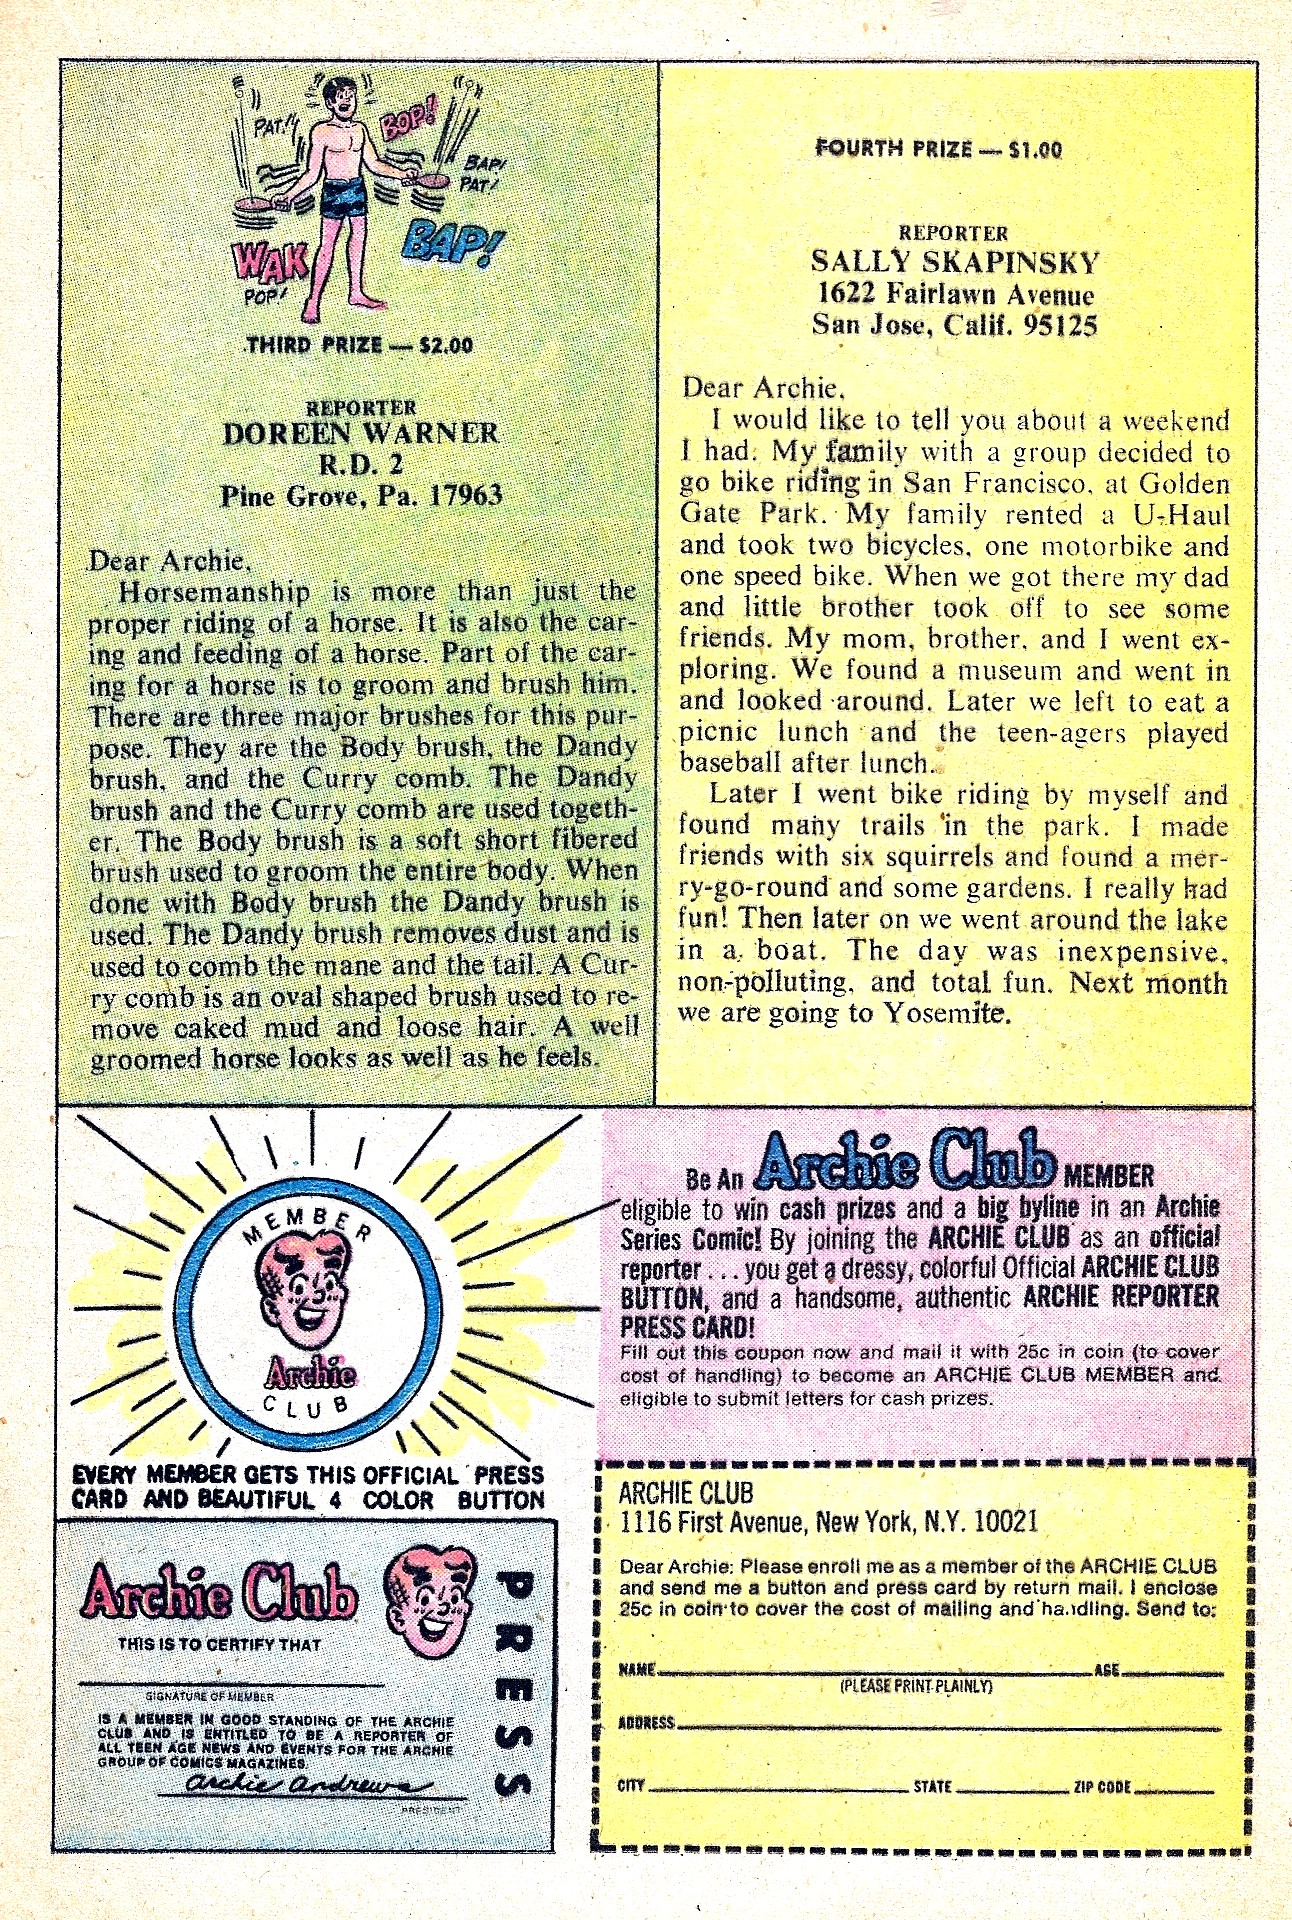 PAT!
BOP!
BAP!
PAT!
WAK
BAP!
POP!
THIRD PRIZE — $2.00
REPORTER
DOREEN WARNER
R.D. 2
Pine Grove, Pa. 17963
Dear Archie,
Horsemanship is more than just the
proper riding of a horse. It is also the car-
ing and feeding of a horse. Part of the car-
ing for a horse is to groom and brush him.
There are three major brushes for this pur-
pose. They are the Body brush, the Dandy
brush, and the Curry comb. The Dandy
brush and the Curry comb are used togeth-
er. The Body brush is a soft short fibered
brush used to groom the entire body. When
done with Body brush the Dandy brush is
used. The Dandy brush removes dust and is
used to comb the mane and the tail. A Cur-
ry comb is an oval shaped brush used to re-
move caked mud and loose hair. A well
groomed horse looks as well as he feels.
FOURTH PRIZE — $1.00
REPORTER
SALLY SKAPINSKY
1622 Fairlawn Avenue
San Jose, Calif. 95125
Dear Archie,
I would like to tell you about a weekend
I had. My family with a group decided to
go bike riding in San Francisco, at Golden
Gate Park. My family rented a U-Haul
and took two bicycles, one motorbike and
one speed bike. When we got there my dad
and little brother took off to see some
friends. My mom, brother, and I went ex-
ploring. We found a museum and went in
and looked around. Later we left to eat a
picnic lunch and the teen-agers played
baseball after lunch.
Later I went bike riding by myself and
found many trails in the park. I made
friends with six squirrels and found a mer-
ry-go-round and some gardens. I really had
fun! Then later on we went around the lake
in a boat. The day was inexpensive,
non-polluting, and total fun. Next month
we are going to Yosemite.
MEMBER
Archie
CLUB
EVERY MEMBER GETS THIS OFFICIAL PRESS
CARD AND BEAUTIFUL 4 COLOR BUTTON
Archie Club
PRESS
THIS IS TO CERTIFY THAT
SIGNATURE OF MEMBER
IS A MEMBER IN GOOD STANDING OF THE ARCHIE
CLUB AND IS ENTITLED TO BE A REPORTER OF
ALL TEEN AGE NEWS AND EVENTS FOR THE ARCHIE
GROUP OF COMICS MAGAZINES.
Archie Andrews
PRESIDENT
Be An Archie Club MEMBER
eligible to win cash prizes and a big byline in an Archie
Series Comic! By joining the ARCHIE CLUB as an official
reporter . . . you get a dressy, colorful Official ARCHIE CLUB
BUTTON, and a handsome, authentic ARCHIE REPORTER
PRESS CARD!
Fill out this coupon now and mail it with 25c in coin (to cover
cost of handling) to become an ARCHIE CLUB MEMBER and
eligible to submit letters for cash prizes.
ARCHIE CLUB
1116 First Avenue, New York, N.Y. 10021
Dear Archie: Please enroll me as a member of the ARCHIE CLUB
and send me a button and press card by return mail. I enclose
25c in coin to cover the cost of mailing and handling. Send to:
NAME AGE
(PLEASE PRINT PLAINLY)
ADDRESS
CITY STATE ZIP CODE